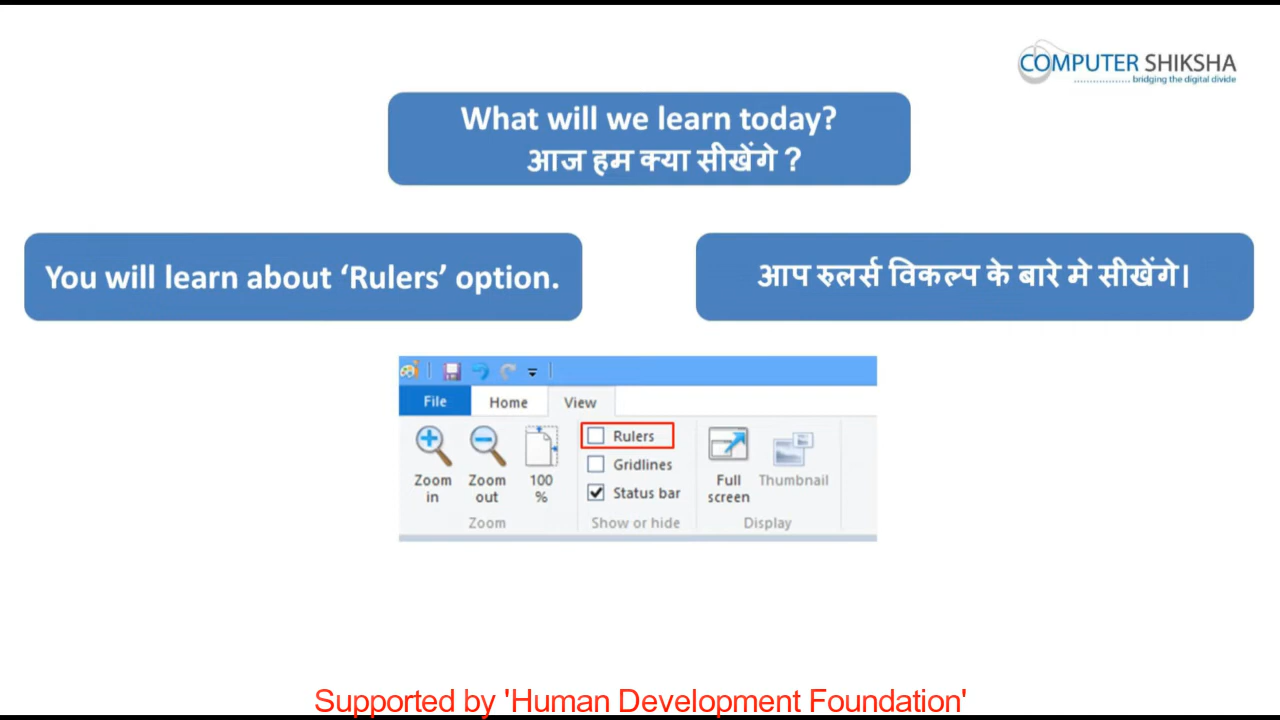 COMPUTER SHIKSHA
bridging the digital divide
What will we learn today?
आज हम क्या सीखेंगे ?
You will learn about ‘Rulers’ option.
आप रुलर्स विकल्प के बारे मे सीखेंगे।
File Home View
Rulers
Gridlines
Status bar
Zoom in
Zoom out
100 %
Full screen
Thumbnail
Zoom Show or hide Display
Supported by 'Human Development Foundation'